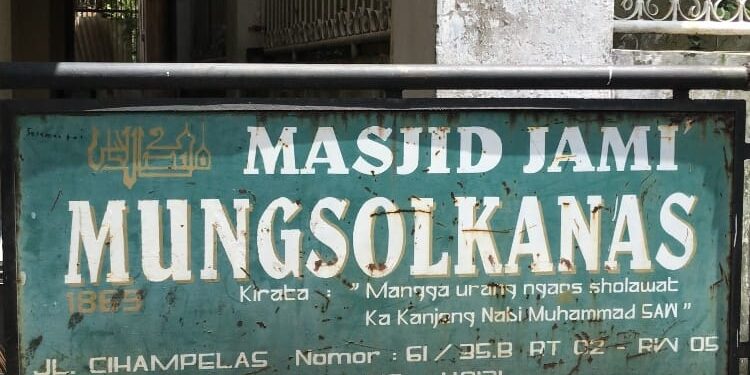 MASJID JAMI'
MUNGSOLKANAS
1869
Kirata : " Mangga urang ngaos sholawat
Ka Kanjeng Nabi Muhammad SAW "
JL. CIHAMPELAS Nomor : 61 / 35.B RT 02 - RW 05